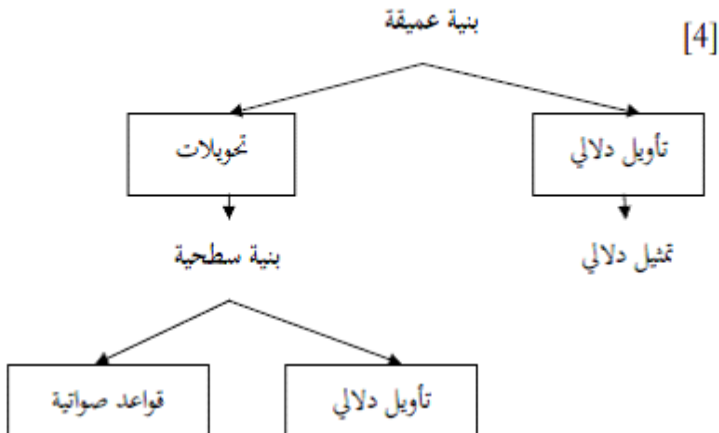 بنية عميقة
[4]
تأويل دلالي
تحويلات
تمثيل دلالي
بنية سطحية
تأويل دلالي
قواعد صواتية